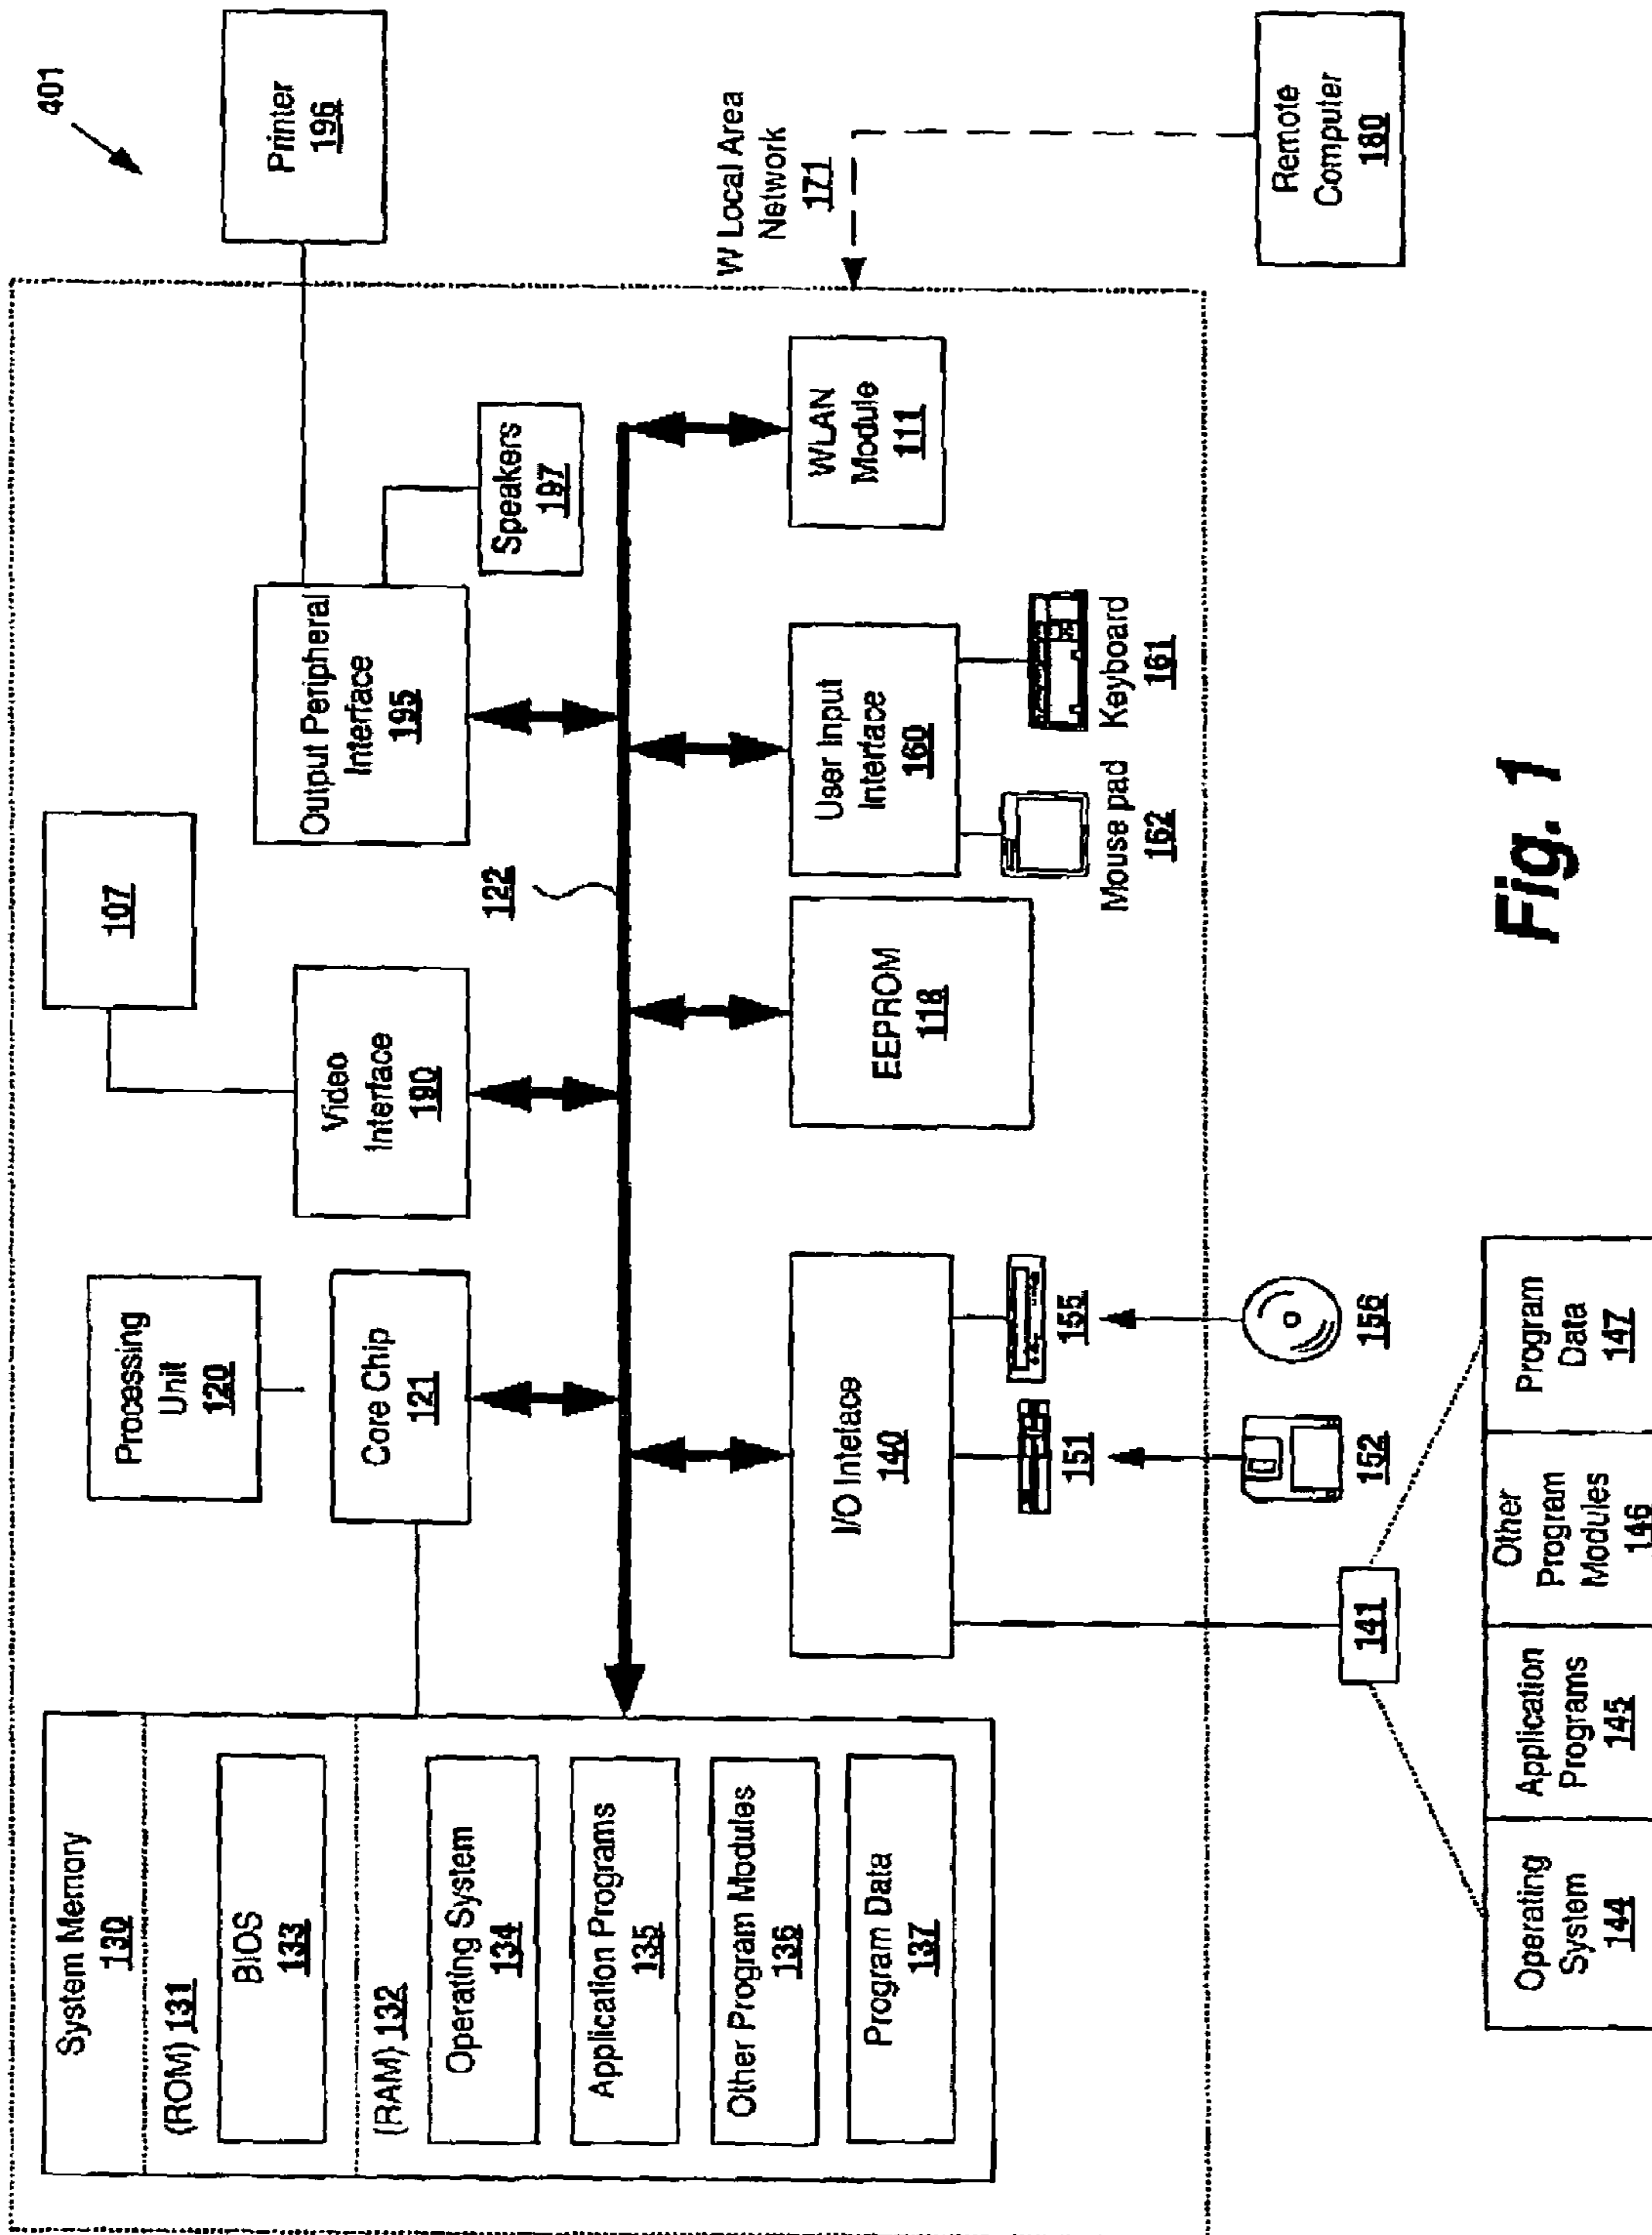 401
Printer
196
107
Output Peripheral
Interface
195
Speakers
197
Video
Interface
190
Processing
Unit
120
Core Chip
121
122
System Memory
130
(ROM) 131
BIOS
133
(RAM) 132
Operating System
134
Application Programs
135
Other Program Modules
136
Program Data
137
I/O Inteface
140
151
155
152
156
EEPROM
118
User Input
Interface
160
Mouse pad
162
Keyboard
161
WLAN
Module
111
W Local Area
Network
171
Remote
Computer
180
141
Operating
System
144
Application
Programs
145
Other
Program
Modules
146
Program
Data
147
Fig. 1